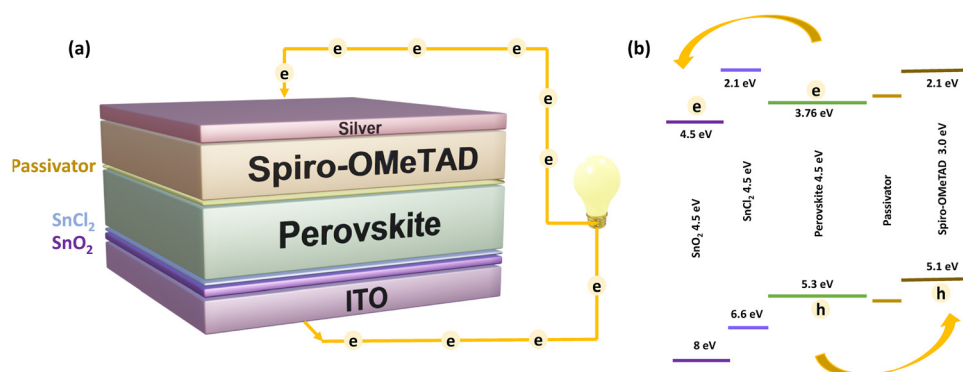 (a)
e e e e
e
e
e
e e e
Silver
Spiro-OMeTAD
Passivator
Perovskite
SnCl2
SnO2
ITO
(b)
2.1 eV
2.1 eV
e
e
3.76 eV
4.5 eV
SnO2 4.5 eV
SnCl2 4.5 eV
Perovskite 4.5 eV
Passivator
Spiro-OMeTAD 3.0 eV
5.3 eV
5.1 eV
h
h
6.6 eV
8 eV